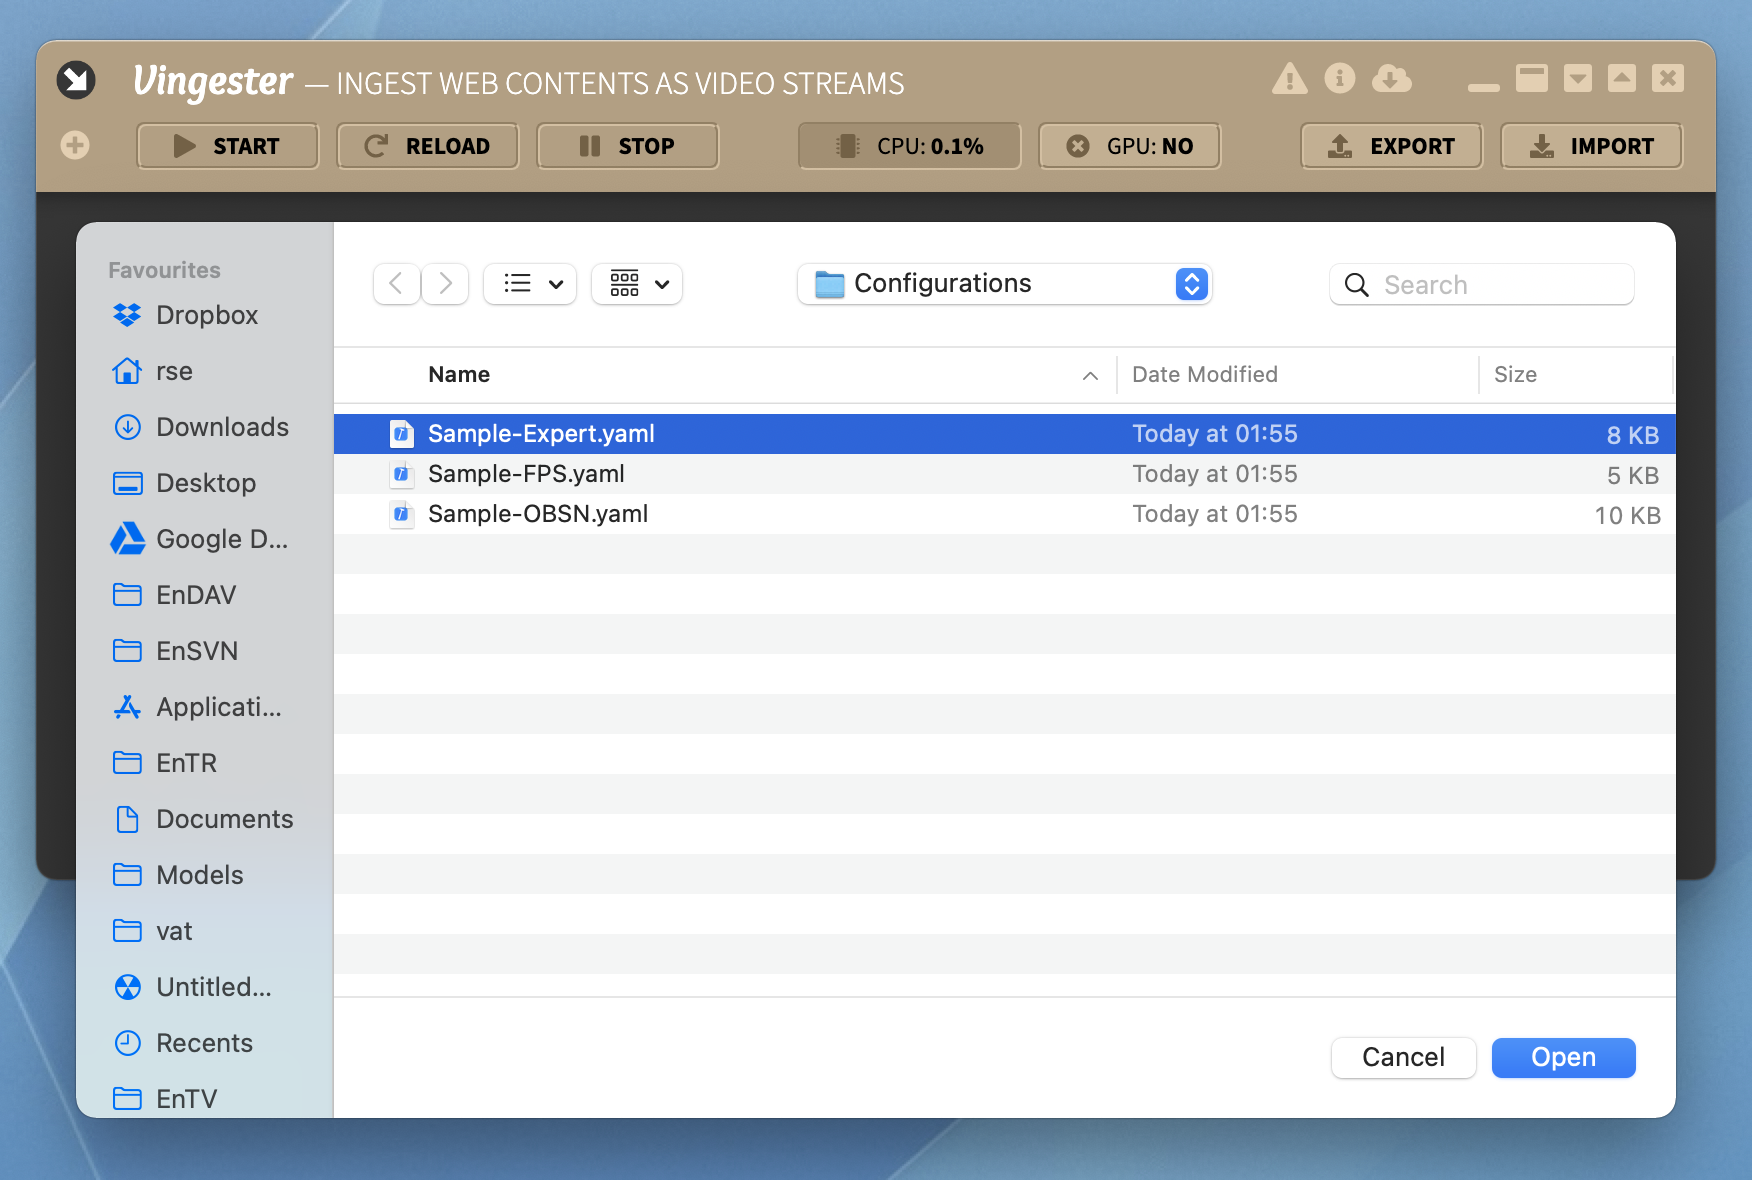 Vingester — INGEST WEB CONTENTS AS VIDEO STREAMS
START
RELOAD
STOP
CPU: 0.1%
GPU: NO
EXPORT
IMPORT
Favourites
Dropbox
rse
Downloads
Desktop
Google D...
EnDAV
EnSVN
Applicati...
EnTR
Documents
Models
vat
Untitled...
Recents
EnTV
Configurations
Search
Name
Date Modified
Size
Sample-Expert.yaml Today at 01:55 8 KB
Sample-FPS.yaml Today at 01:55 5 KB
Sample-OBSN.yaml Today at 01:55 10 KB
Cancel
Open